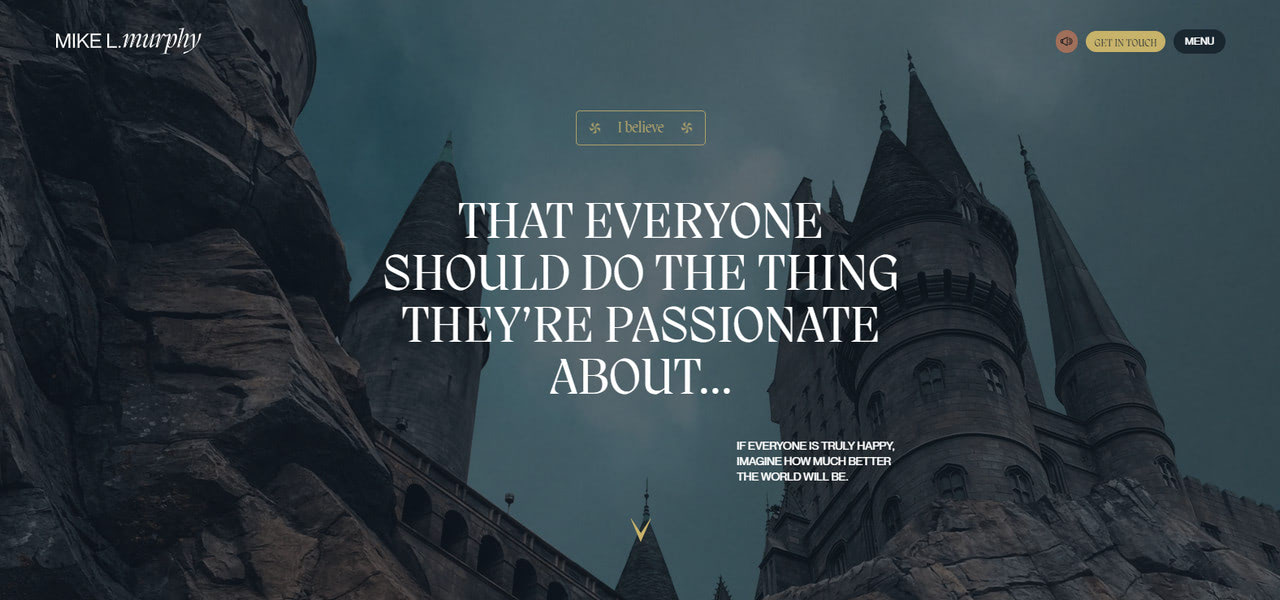 MIKE L.murphy
GET IN TOUCH
MENU
I believe
THAT EVERYONE
SHOULD DO THE THING
THEY’RE PASSIONATE
ABOUT...
IF EVERYONE IS TRULY HAPPY,
IMAGINE HOW MUCH BETTER
THE WORLD WILL BE.